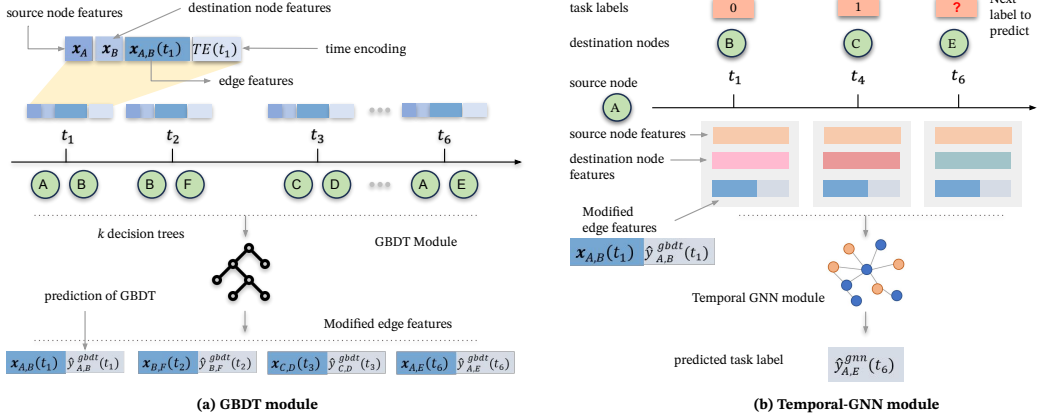 source node features
destination node features
x_A x_B x_{A,B}(t_1) TE(t_1)
time encoding
edge features
t_1 t_2 t_3 t_6
A B B F C D A E
k decision trees
GBDT Module
prediction of GBDT
Modified edge features
x_{A,B}(t_1) ŷ^{gbdt}_{A,B}(t_1) x_{B,F}(t_2) ŷ^{gbdt}_{B,F}(t_2) x_{C,D}(t_3) ŷ^{gbdt}_{C,D}(t_3) x_{A,E}(t_6) ŷ^{gbdt}_{A,E}(t_6)
(a) GBDT module
task labels 0 1 ? Next
label to
predict
destination nodes B C E
t_1 t_4 t_6
source node
A
source node features
destination node
features
Modified
edge features
x_{A,B}(t_1) ŷ^{gbdt}_{A,B}(t_1)
Temporal GNN module
predicted task label ŷ^{gnn}_{A,E}(t_6)
(b) Temporal-GNN module